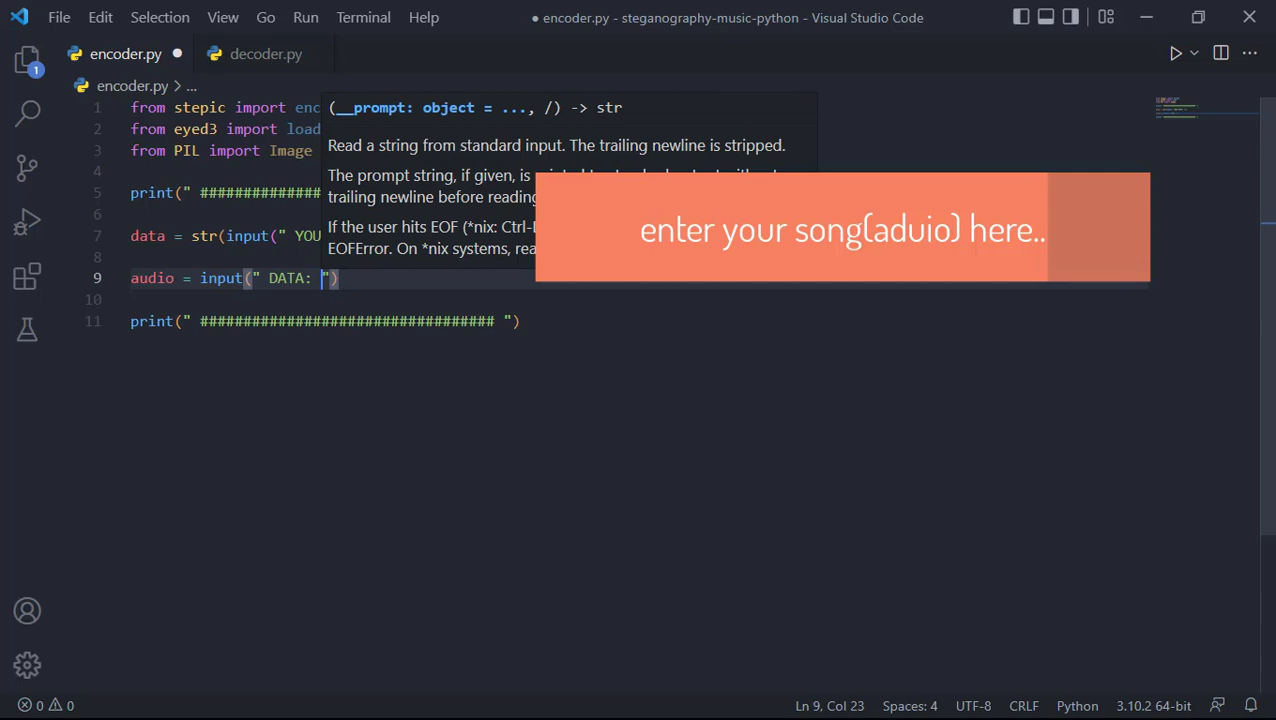 File Edit Selection View Go Run Terminal Help ● encoder.py - steganography-music-python - Visual Studio Code
encoder.py ● decoder.py
encoder.py > ...
1 from stepic import enc
2 from eyed3 import load
3 from PIL import Image
4
5 print(" ##############
6
7 data = str(input(" YOU
8
9 audio = input(" DATA: ")
10
11 print(" ################################## ")
(__prompt: object = ..., /) -> str
Read a string from standard input. The trailing newline is stripped.
The prompt string, if given, is
trailing newline before reading
If the user hits EOF (*nix: Ctrl-D
EOFError. On *nix systems, rea
enter your song(aduio) here..
1
0 0 Ln 9, Col 23 Spaces: 4 UTF-8 CRLF Python 3.10.2 64-bit